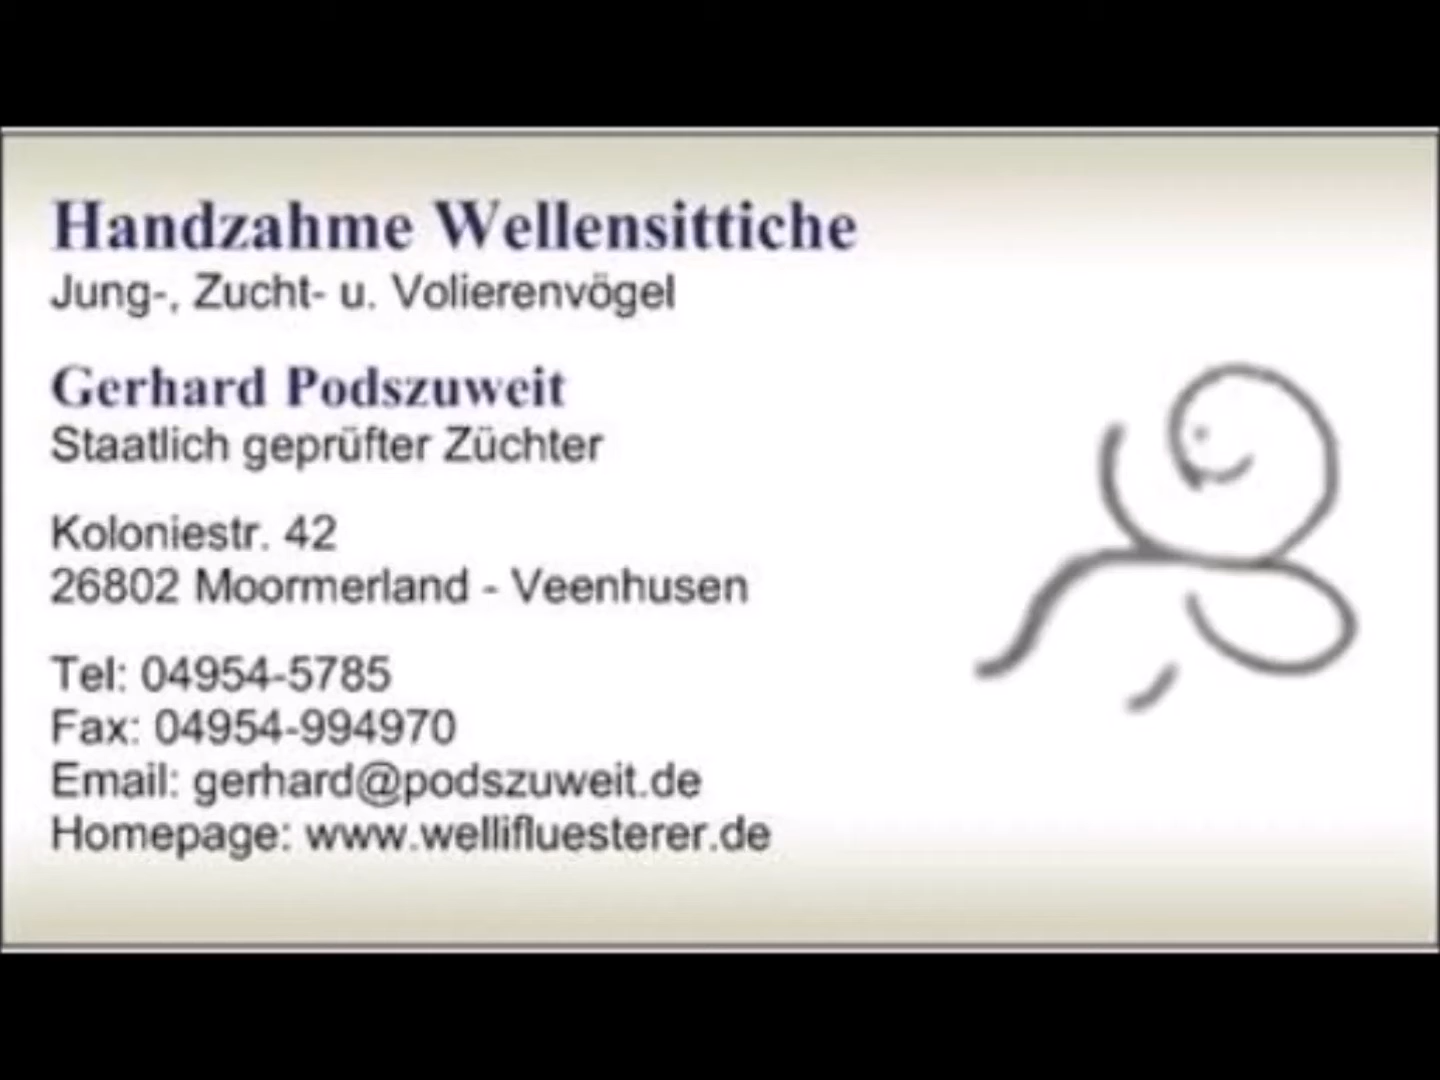 Handzahme Wellensittiche
Jung-, Zucht- u. Volierenvögel
Gerhard Podszuweit
Staatlich geprüfter Züchter
Koloniestr. 42
26802 Moormerland - Veenhusen
Tel: 04954-5785
Fax: 04954-994970
Email: gerhard@podszuweit.de
Homepage: www.wellifluesterer.de